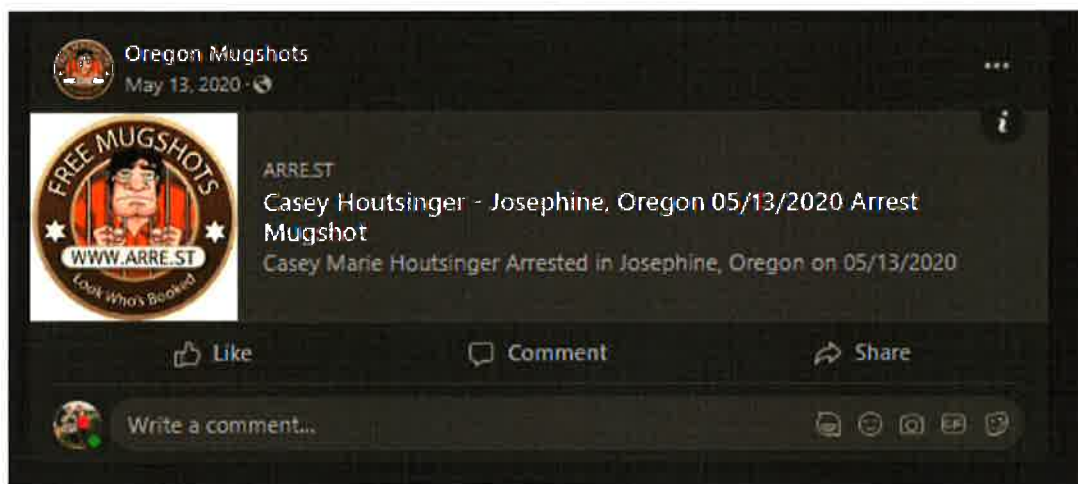 Oregon Mugshots
May 13, 2020 ·
FREE MUGSHOTS
WWW.ARRE.ST
Look Who's Booked
ARRE.ST
Casey Houtsinger - Josephine, Oregon 05/13/2020 Arrest
Mugshot
Casey Marie Houtsinger Arrested in Josephine, Oregon on 05/13/2020
Like
Comment
Share
Write a comment...
GIF